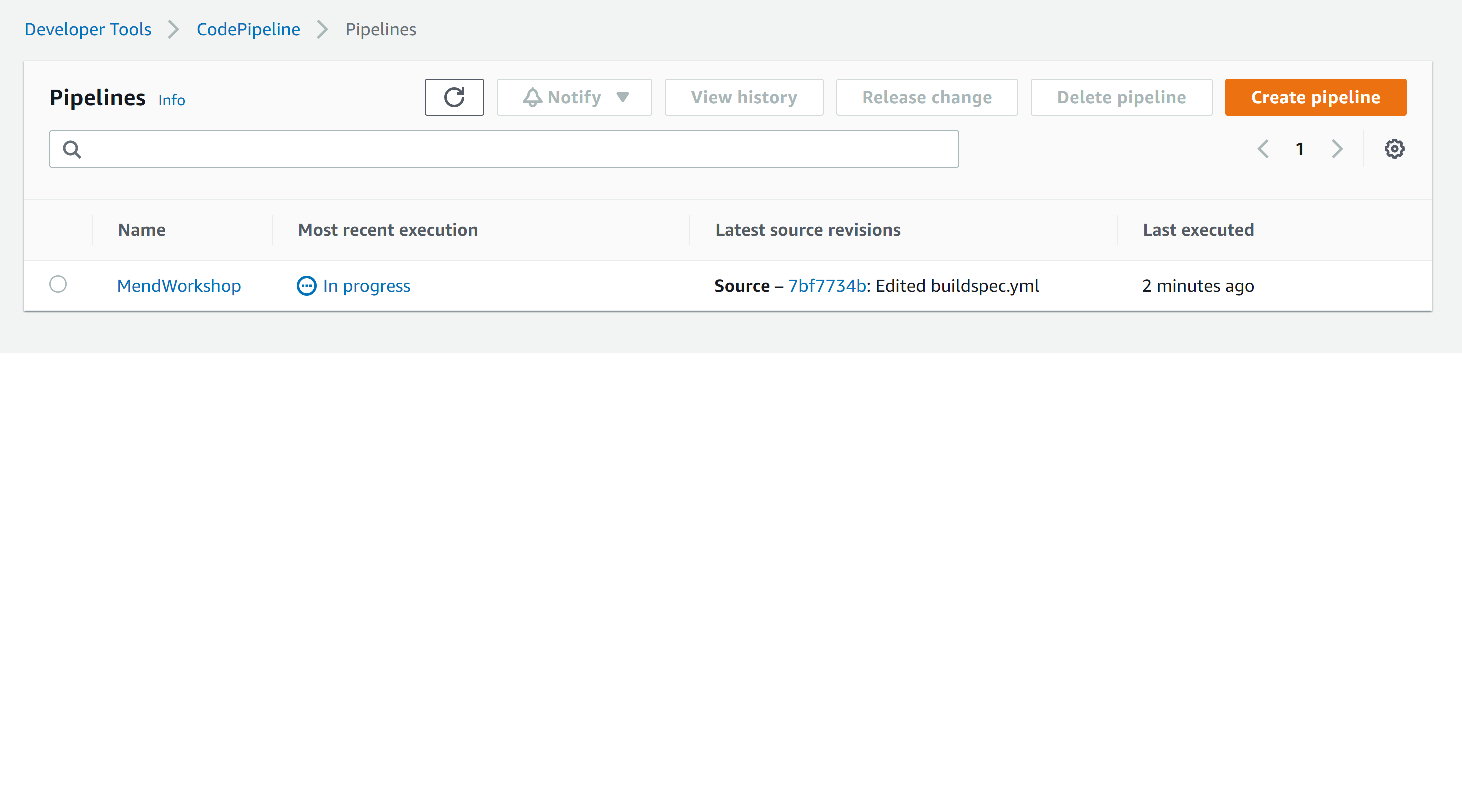 Developer Tools > CodePipeline > Pipelines
Pipelines Info Notify View history Release change Delete pipeline Create pipeline
1
Name Most recent execution Latest source revisions Last executed
MendWorkshop In progress Source – 7bf7734b: Edited buildspec.yml 2 minutes ago